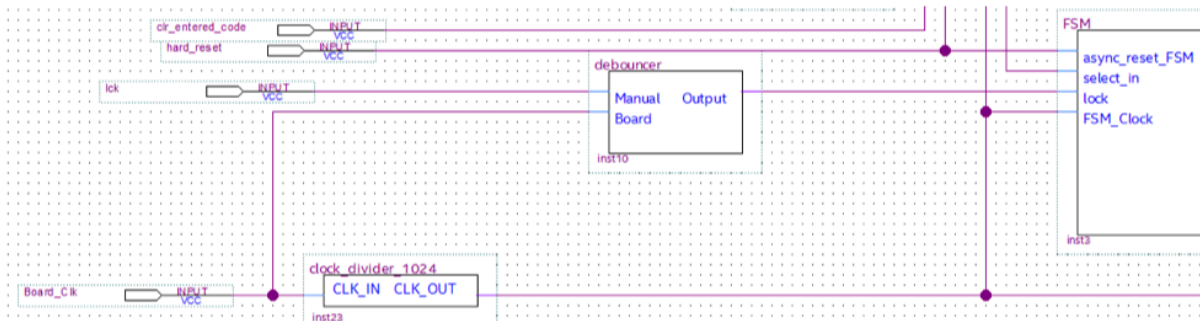 clr_entered_code INPUT
VCC
hard_reset INPUT
VCC
lck INPUT
VCC
debouncer
Manual Output
Board
inst10
FSM
async_reset_FSM
select_in
lock
FSM_Clock
inst3
Board_Clk INPUT
VCC
clock_divider_1024
CLK_IN CLK_OUT
inst23